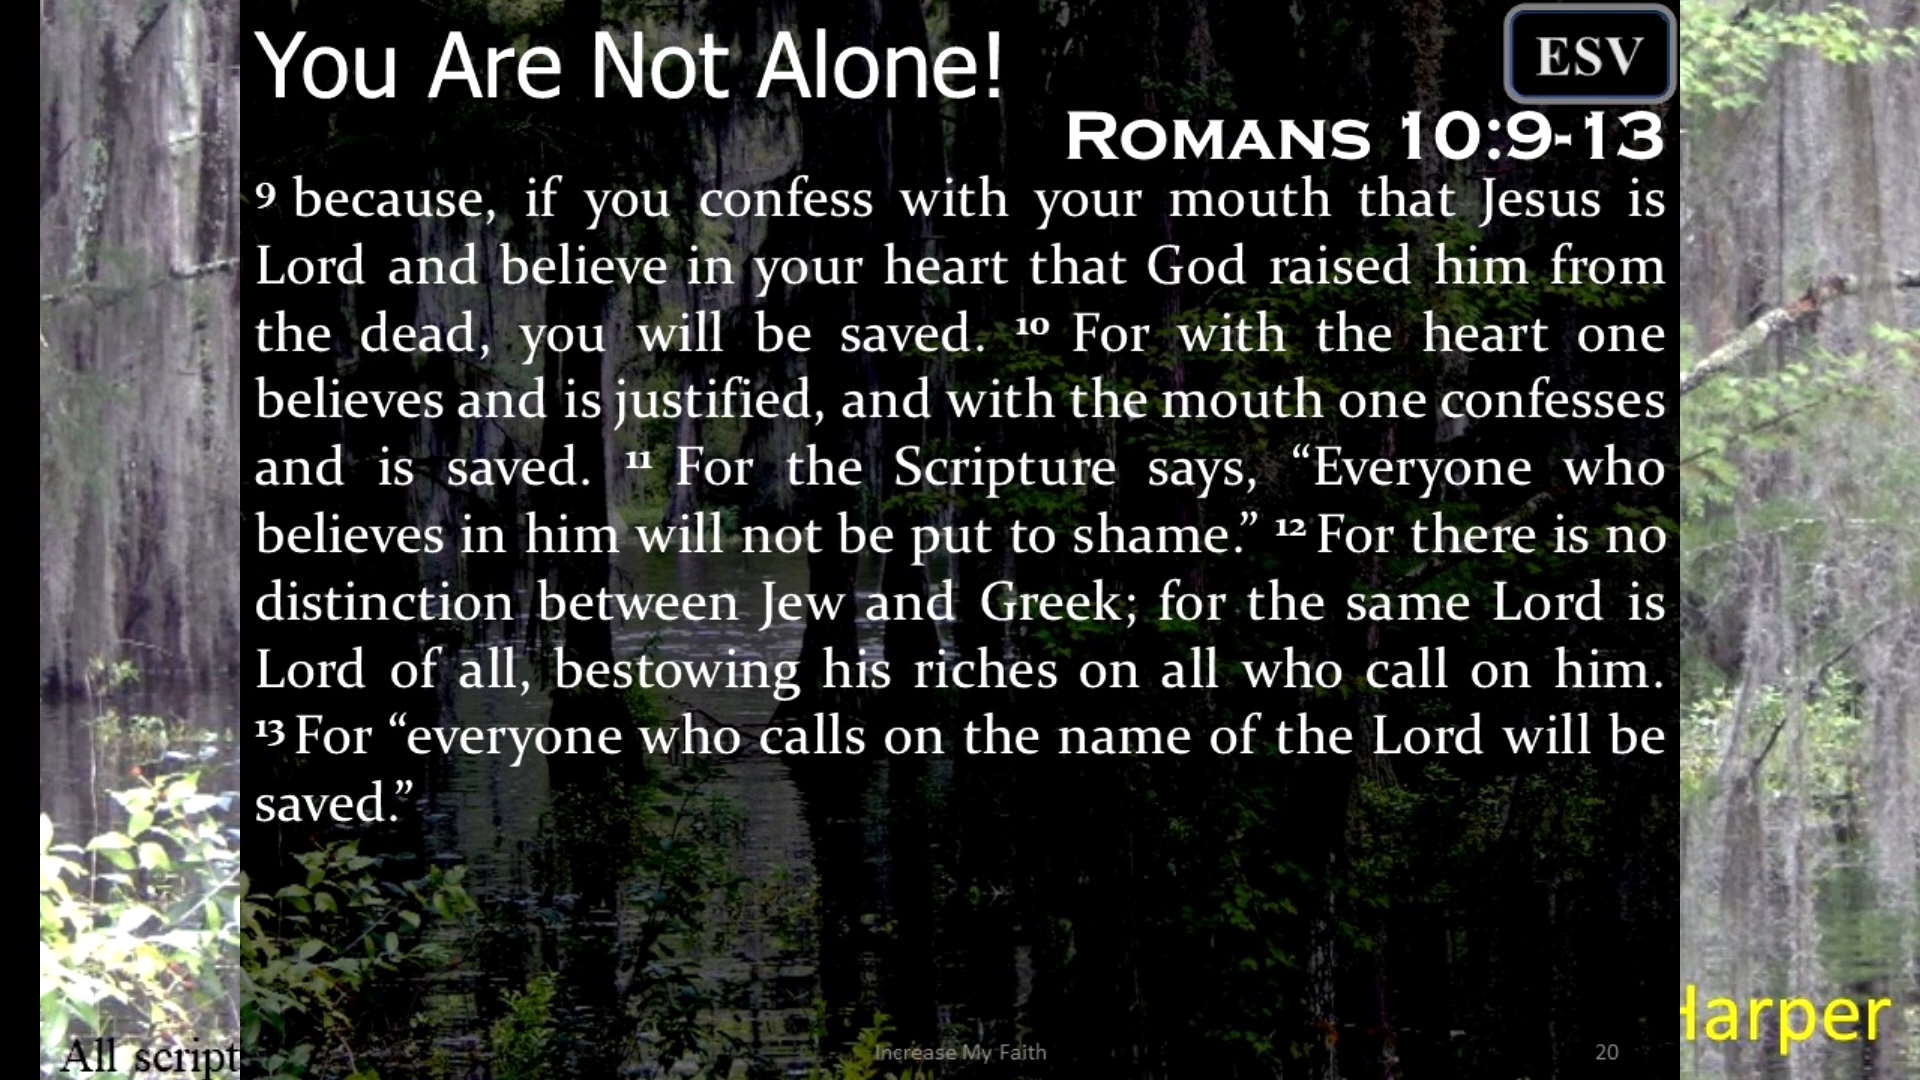 You Are Not Alone!
ESV
ROMANS 10:9-13
9 because, if you confess with your mouth that Jesus is
Lord and believe in your heart that God raised him from
the dead, you will be saved. 10 For with the heart one
believes and is justified, and with the mouth one confesses
and is saved. 11 For the Scripture says, “Everyone who
believes in him will not be put to shame.” 12 For there is no
distinction between Jew and Greek; for the same Lord is
Lord of all, bestowing his riches on all who call on him.
13 For “everyone who calls on the name of the Lord will be
saved.”
Harper
All script
Increase My Faith
20